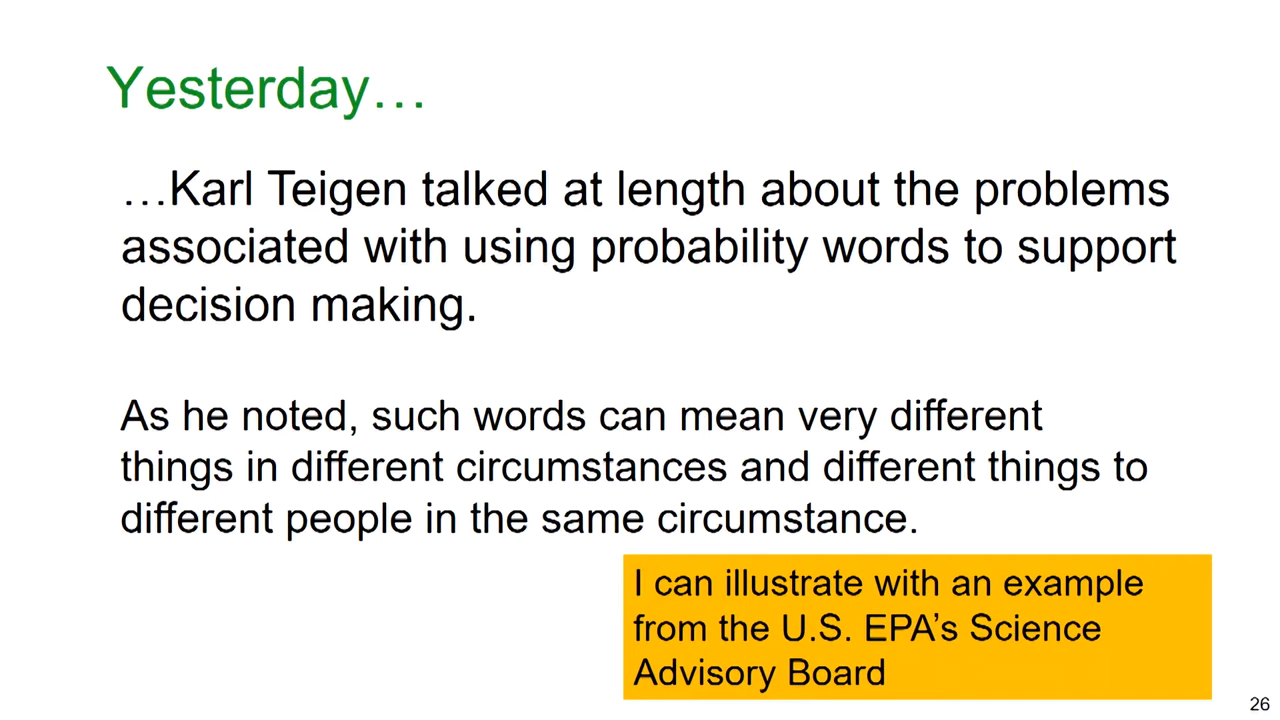 Yesterday…
…Karl Teigen talked at length about the problems
associated with using probability words to support
decision making.
As he noted, such words can mean very different
things in different circumstances and different things to
different people in the same circumstance.
I can illustrate with an example
from the U.S. EPA’s Science
Advisory Board
26